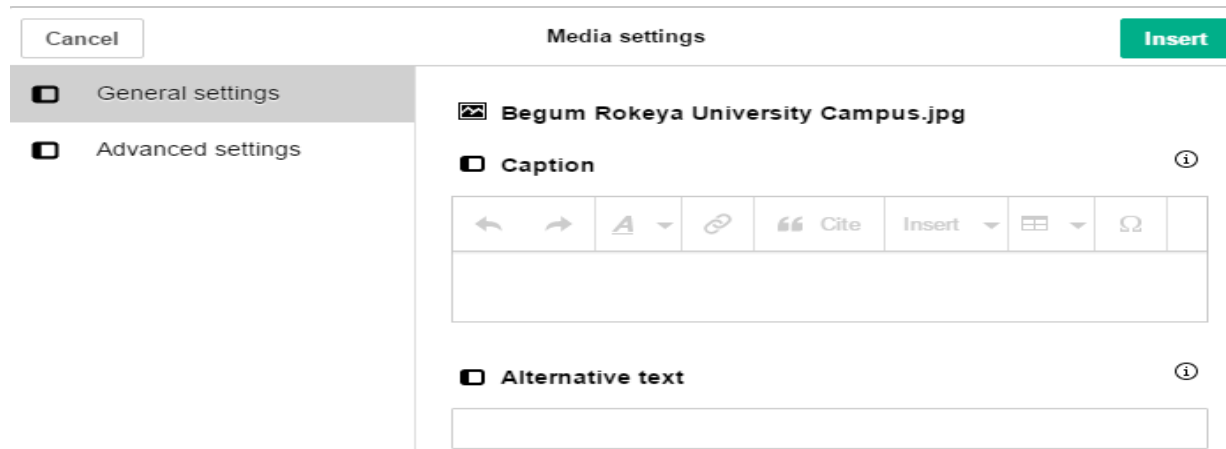 Cancel
Media settings
Insert
General settings
Advanced settings
Begum Rokeya University Campus.jpg
Caption
A
Cite
Insert
Ω
Alternative text